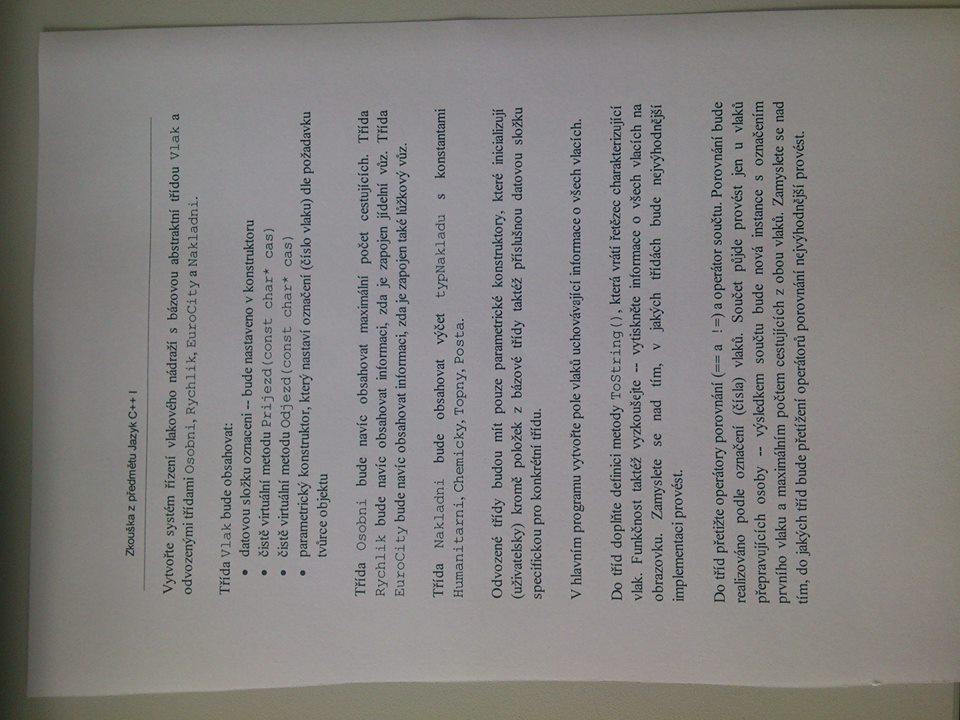 Zkouška z předmětu Jazyk C++ I
Vytvořte systém řízení vlakového nádraží s bázovou abstraktní třídou Vlak a
odvozenými třídami Osobni, Rychlik, EuroCity a Nakladni.
Třída Vlak bude obsahovat:
• datovou složku oznaceni – bude nastaveno v konstruktoru
• čistě virtuální metodu Prijezd(const char* cas)
• čistě virtuální metodu Odjezd(const char* cas)
• parametrický konstruktor, který nastaví označení (číslo vlaku) dle požadavku
tvůrce objektu
Třída Osobni bude navíc obsahovat maximální počet cestujících. Třída
Rychlik bude navíc obsahovat informaci, zda je zapojen jídelní vůz. Třída
EuroCity bude navíc obsahovat informaci, zda je zapojen také lůžkový vůz.
Třída Nakladni bude obsahovat výčet typNakladu s konstantami
Humanitarni, Chemicky, Topny, Posta.
Odvozené třídy budou mít pouze parametrické konstruktory, které inicializují
(uživatelsky) kromě položek z bázové třídy taktéž příslušnou datovou složku
specifickou pro konkrétní třídu.
V hlavním programu vytvořte pole vlaků uchovávající informace o všech vlacích.
Do tříd doplňte definici metody ToString(), která vrátí řetězec charakterizující
vlak. Funkčnost taktéž vyzkoušejte -- vytiskněte informace o všech vlacích na
obrazovku. Zamyslete se nad tím, v jakých třídách bude nejvýhodnější
implementaci provést.
Do tříd přetižte operátory porovnání (== a !=) a operátor součtu. Porovnání bude
realizováno podle označení (čísla) vlaků. Součet půjde provést jen u vlaků
přepravujících osoby -- výsledkem součtu bude nová instance s označením
prvního vlaku a maximálním počtem cestujících z obou vlaků. Zamyslete se nad
tím, do jakých tříd bude přetížení operátorů porovnání nejvýhodnější provést.